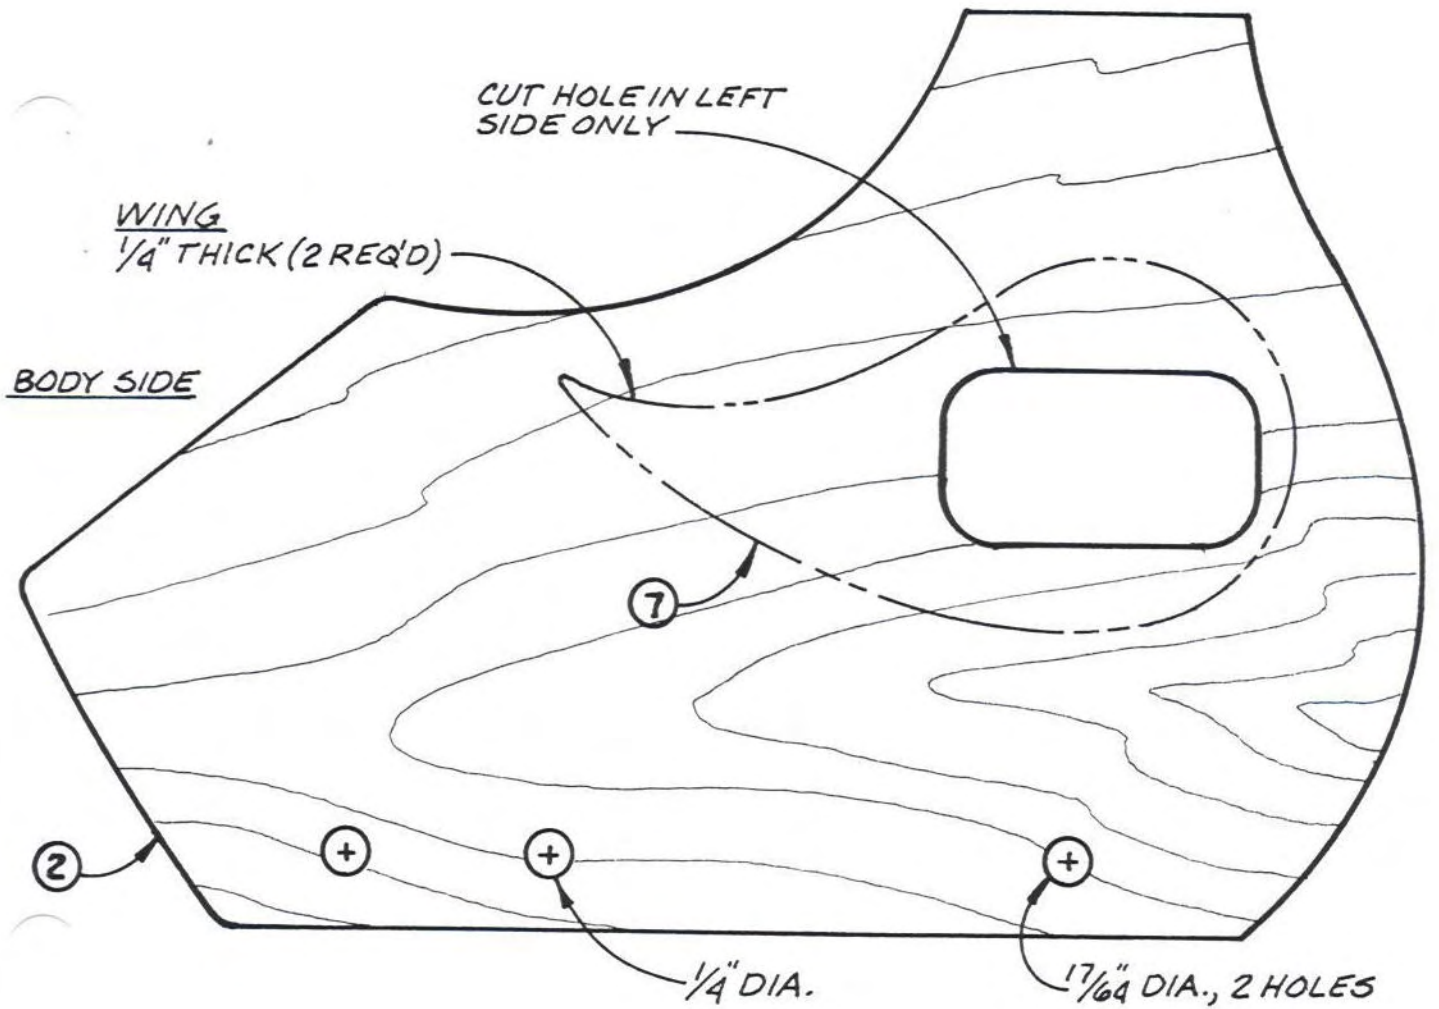 CUT HOLE IN LEFT
SIDE ONLY
WING
1/4" THICK (2 REQ'D)
BODY SIDE
7
2
1/4" DIA.
17/64" DIA., 2 HOLES